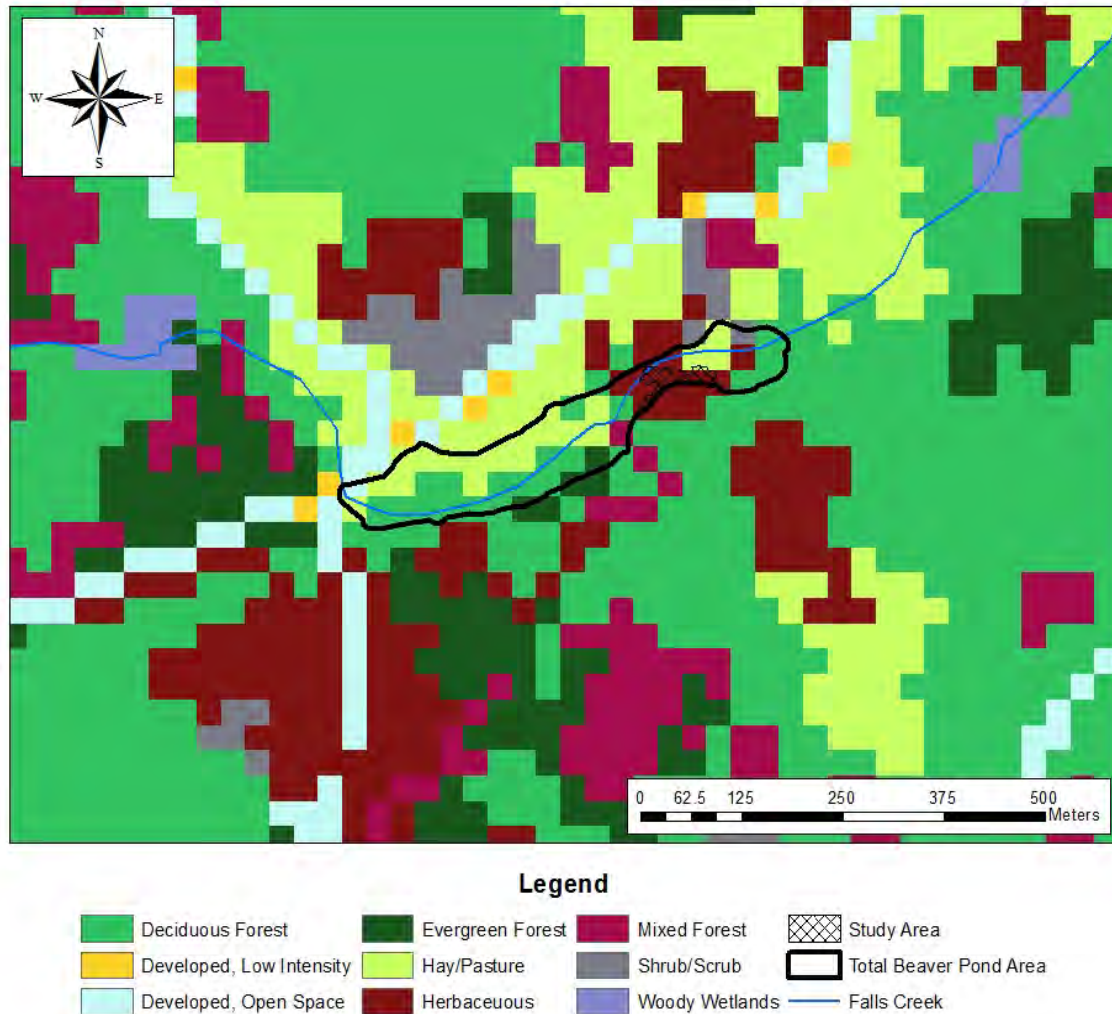 N
W E
S
0 62.5 125 250 375 500
Meters
Legend
Deciduous Forest
Developed, Low Intensity
Developed, Open Space
Evergreen Forest
Hay/Pasture
Herbaceuous
Mixed Forest
Shrub/Scrub
Woody Wetlands
Study Area
Total Beaver Pond Area
Falls Creek